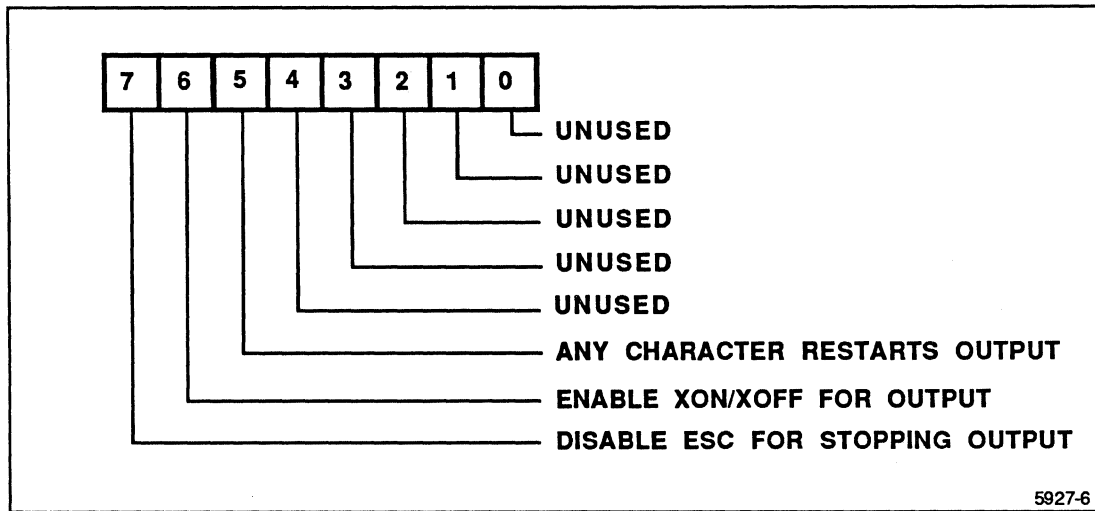 7 6 5 4 3 2 1 0
UNUSED
UNUSED
UNUSED
UNUSED
UNUSED
ANY CHARACTER RESTARTS OUTPUT
ENABLE XON/XOFF FOR OUTPUT
DISABLE ESC FOR STOPPING OUTPUT
5927-6